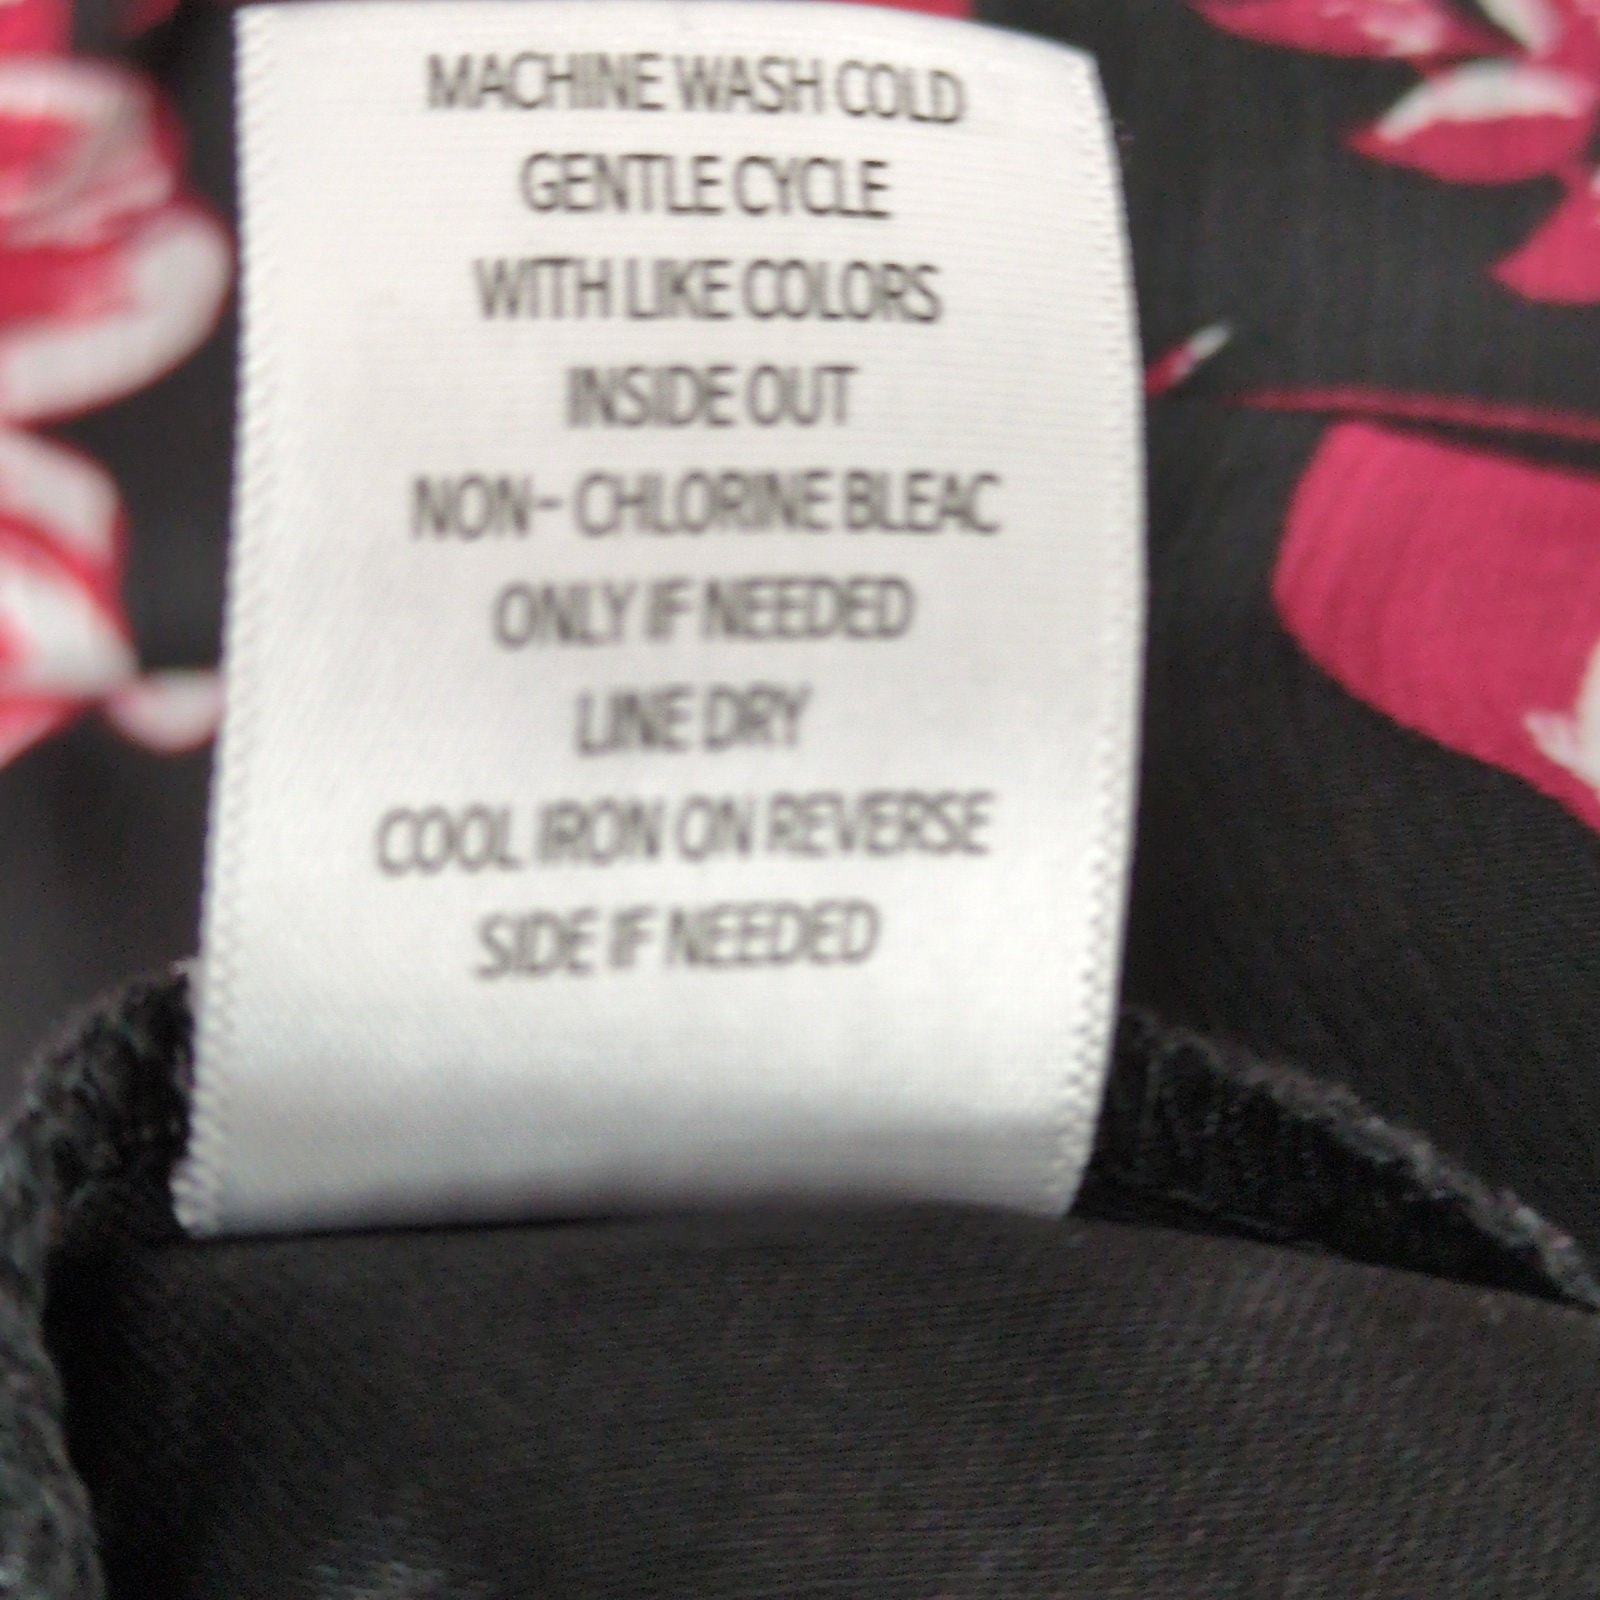 MACHINE WASH COLD
GENTLE CYCLE
WITH LIKE COLORS
INSIDE OUT
NON- CHLORINE BLEAC
ONLY IF NEEDED
LINE DRY
COOL IRON ON REVERSE
SIDE IF NEEDED